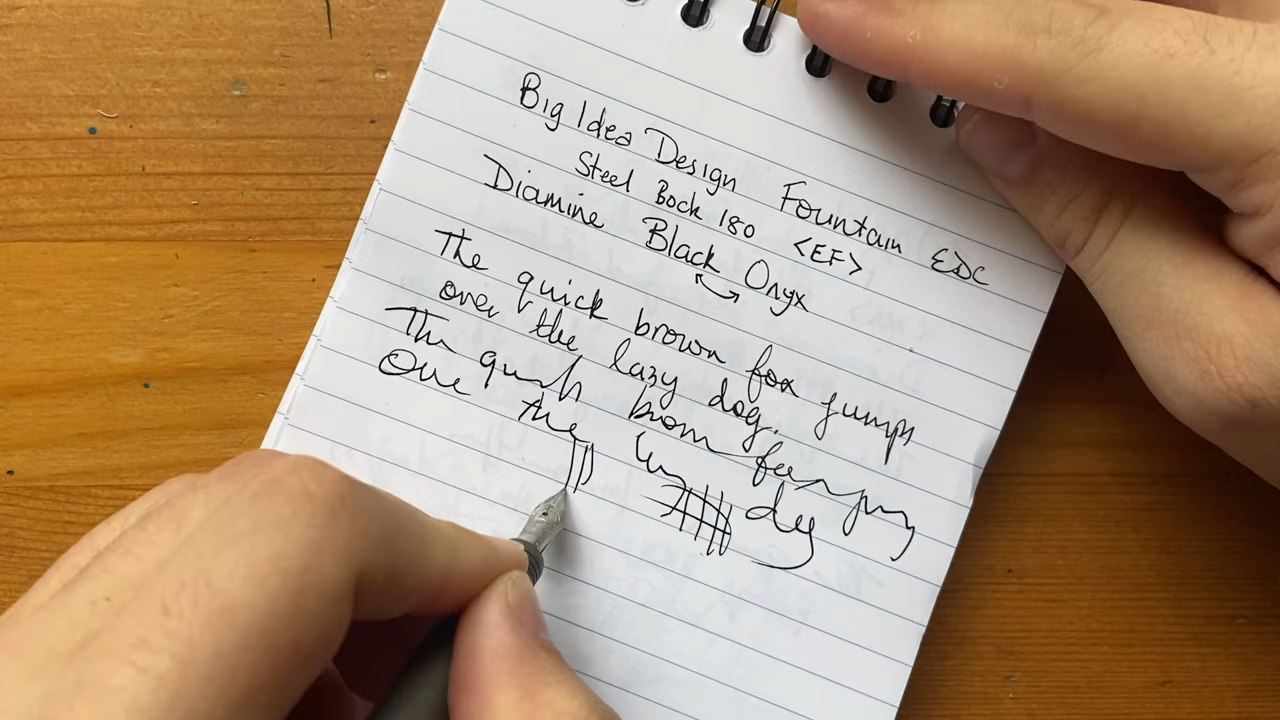 Big Idea Design Fountain EDC
Steel Bock 180 <EF>
Diamine Black Onyx
The quick brown fox jumps
over the lazy dog.
The quick brown fox jumps
Over the lazy dog